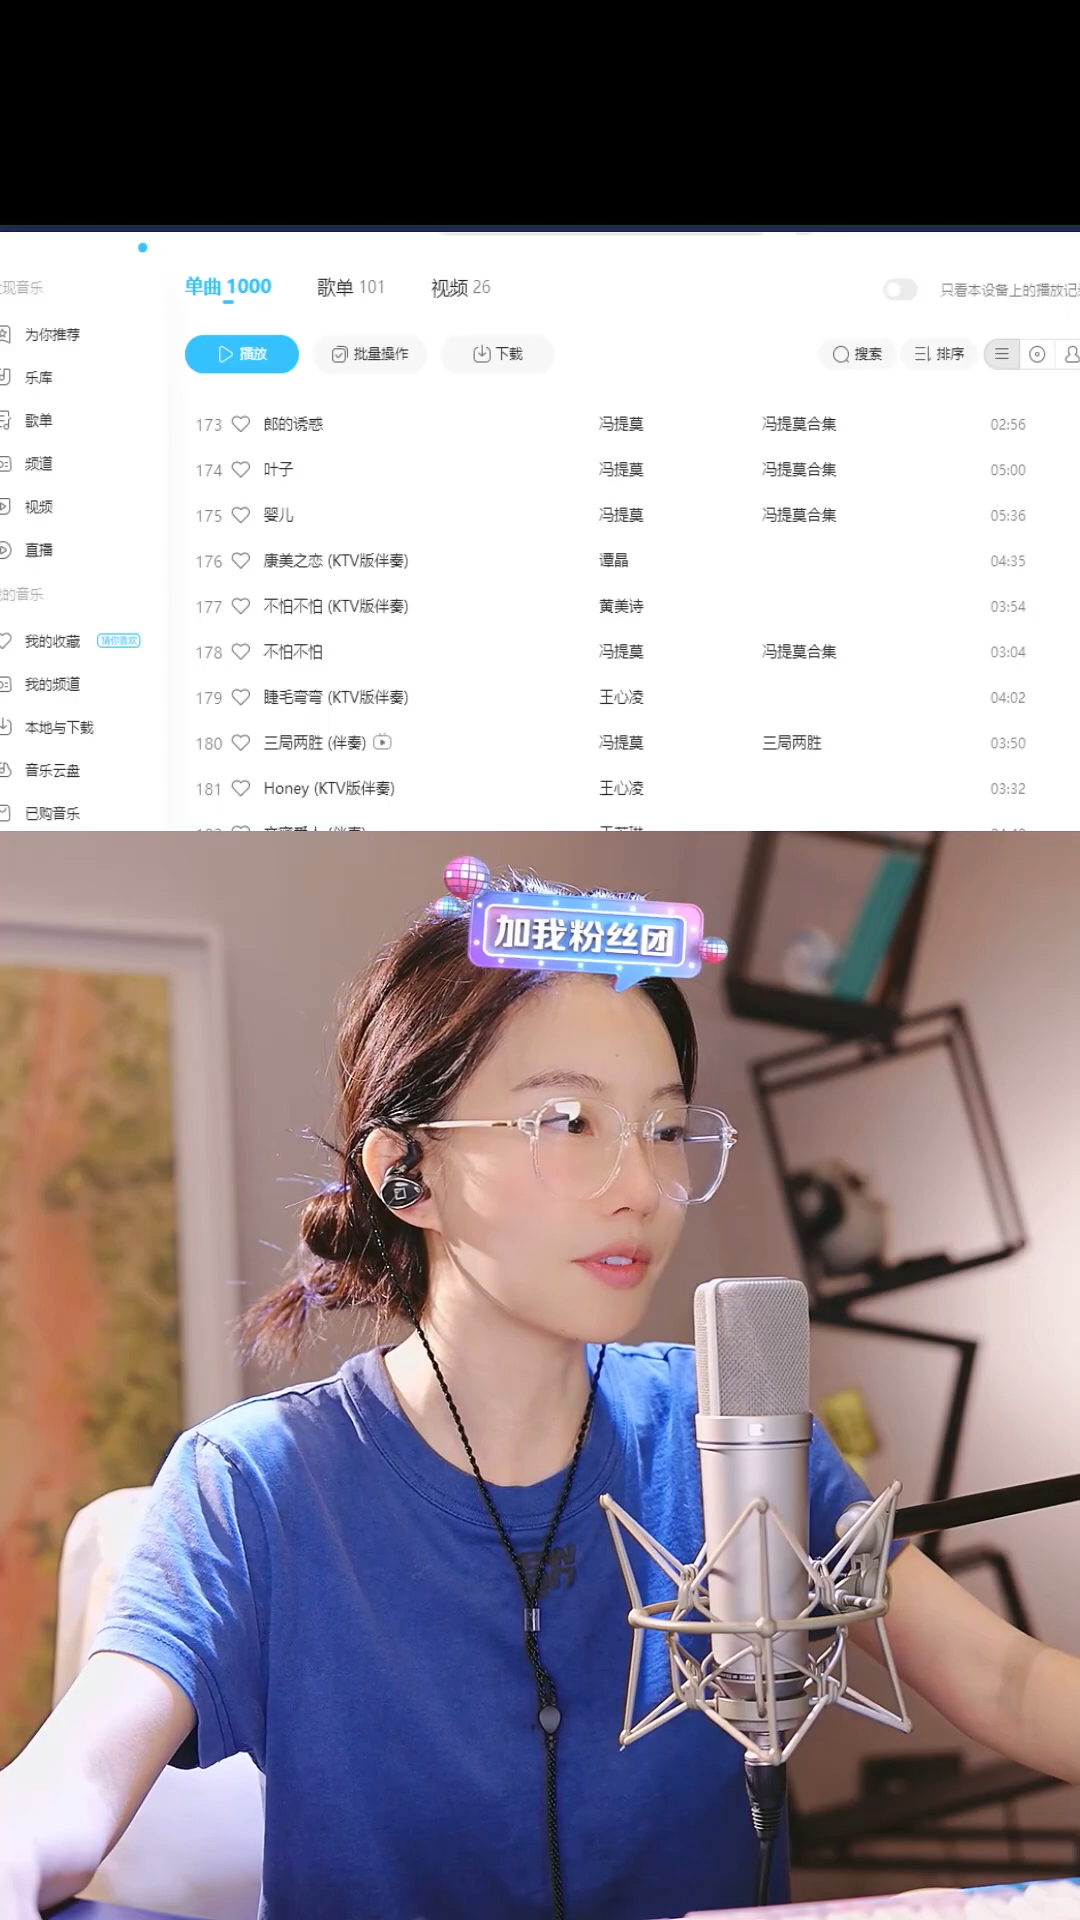 单曲 1000 歌单 101 视频 26
只看本设备上的播放记
现音乐
为你推荐
乐库
歌单
频道
视频
直播
的音乐
我的收藏 猜你喜欢
我的频道
本地与下载
音乐云盘
已购音乐
播放 批量操作 下载 搜索 排序
173 郎的诱惑 冯提莫 冯提莫合集 02:56
174 叶子 冯提莫 冯提莫合集 05:00
175 婴儿 冯提莫 冯提莫合集 05:36
176 康美之恋 (KTV版伴奏) 谭晶 04:35
177 不怕不怕 (KTV版伴奏) 黄美诗 03:54
178 不怕不怕 冯提莫 冯提莫合集 03:04
179 睫毛弯弯 (KTV版伴奏) 王心凌 04:02
180 三局两胜 (伴奏) 冯提莫 三局两胜 03:50
181 Honey (KTV版伴奏) 王心凌 03:32
加我粉丝团